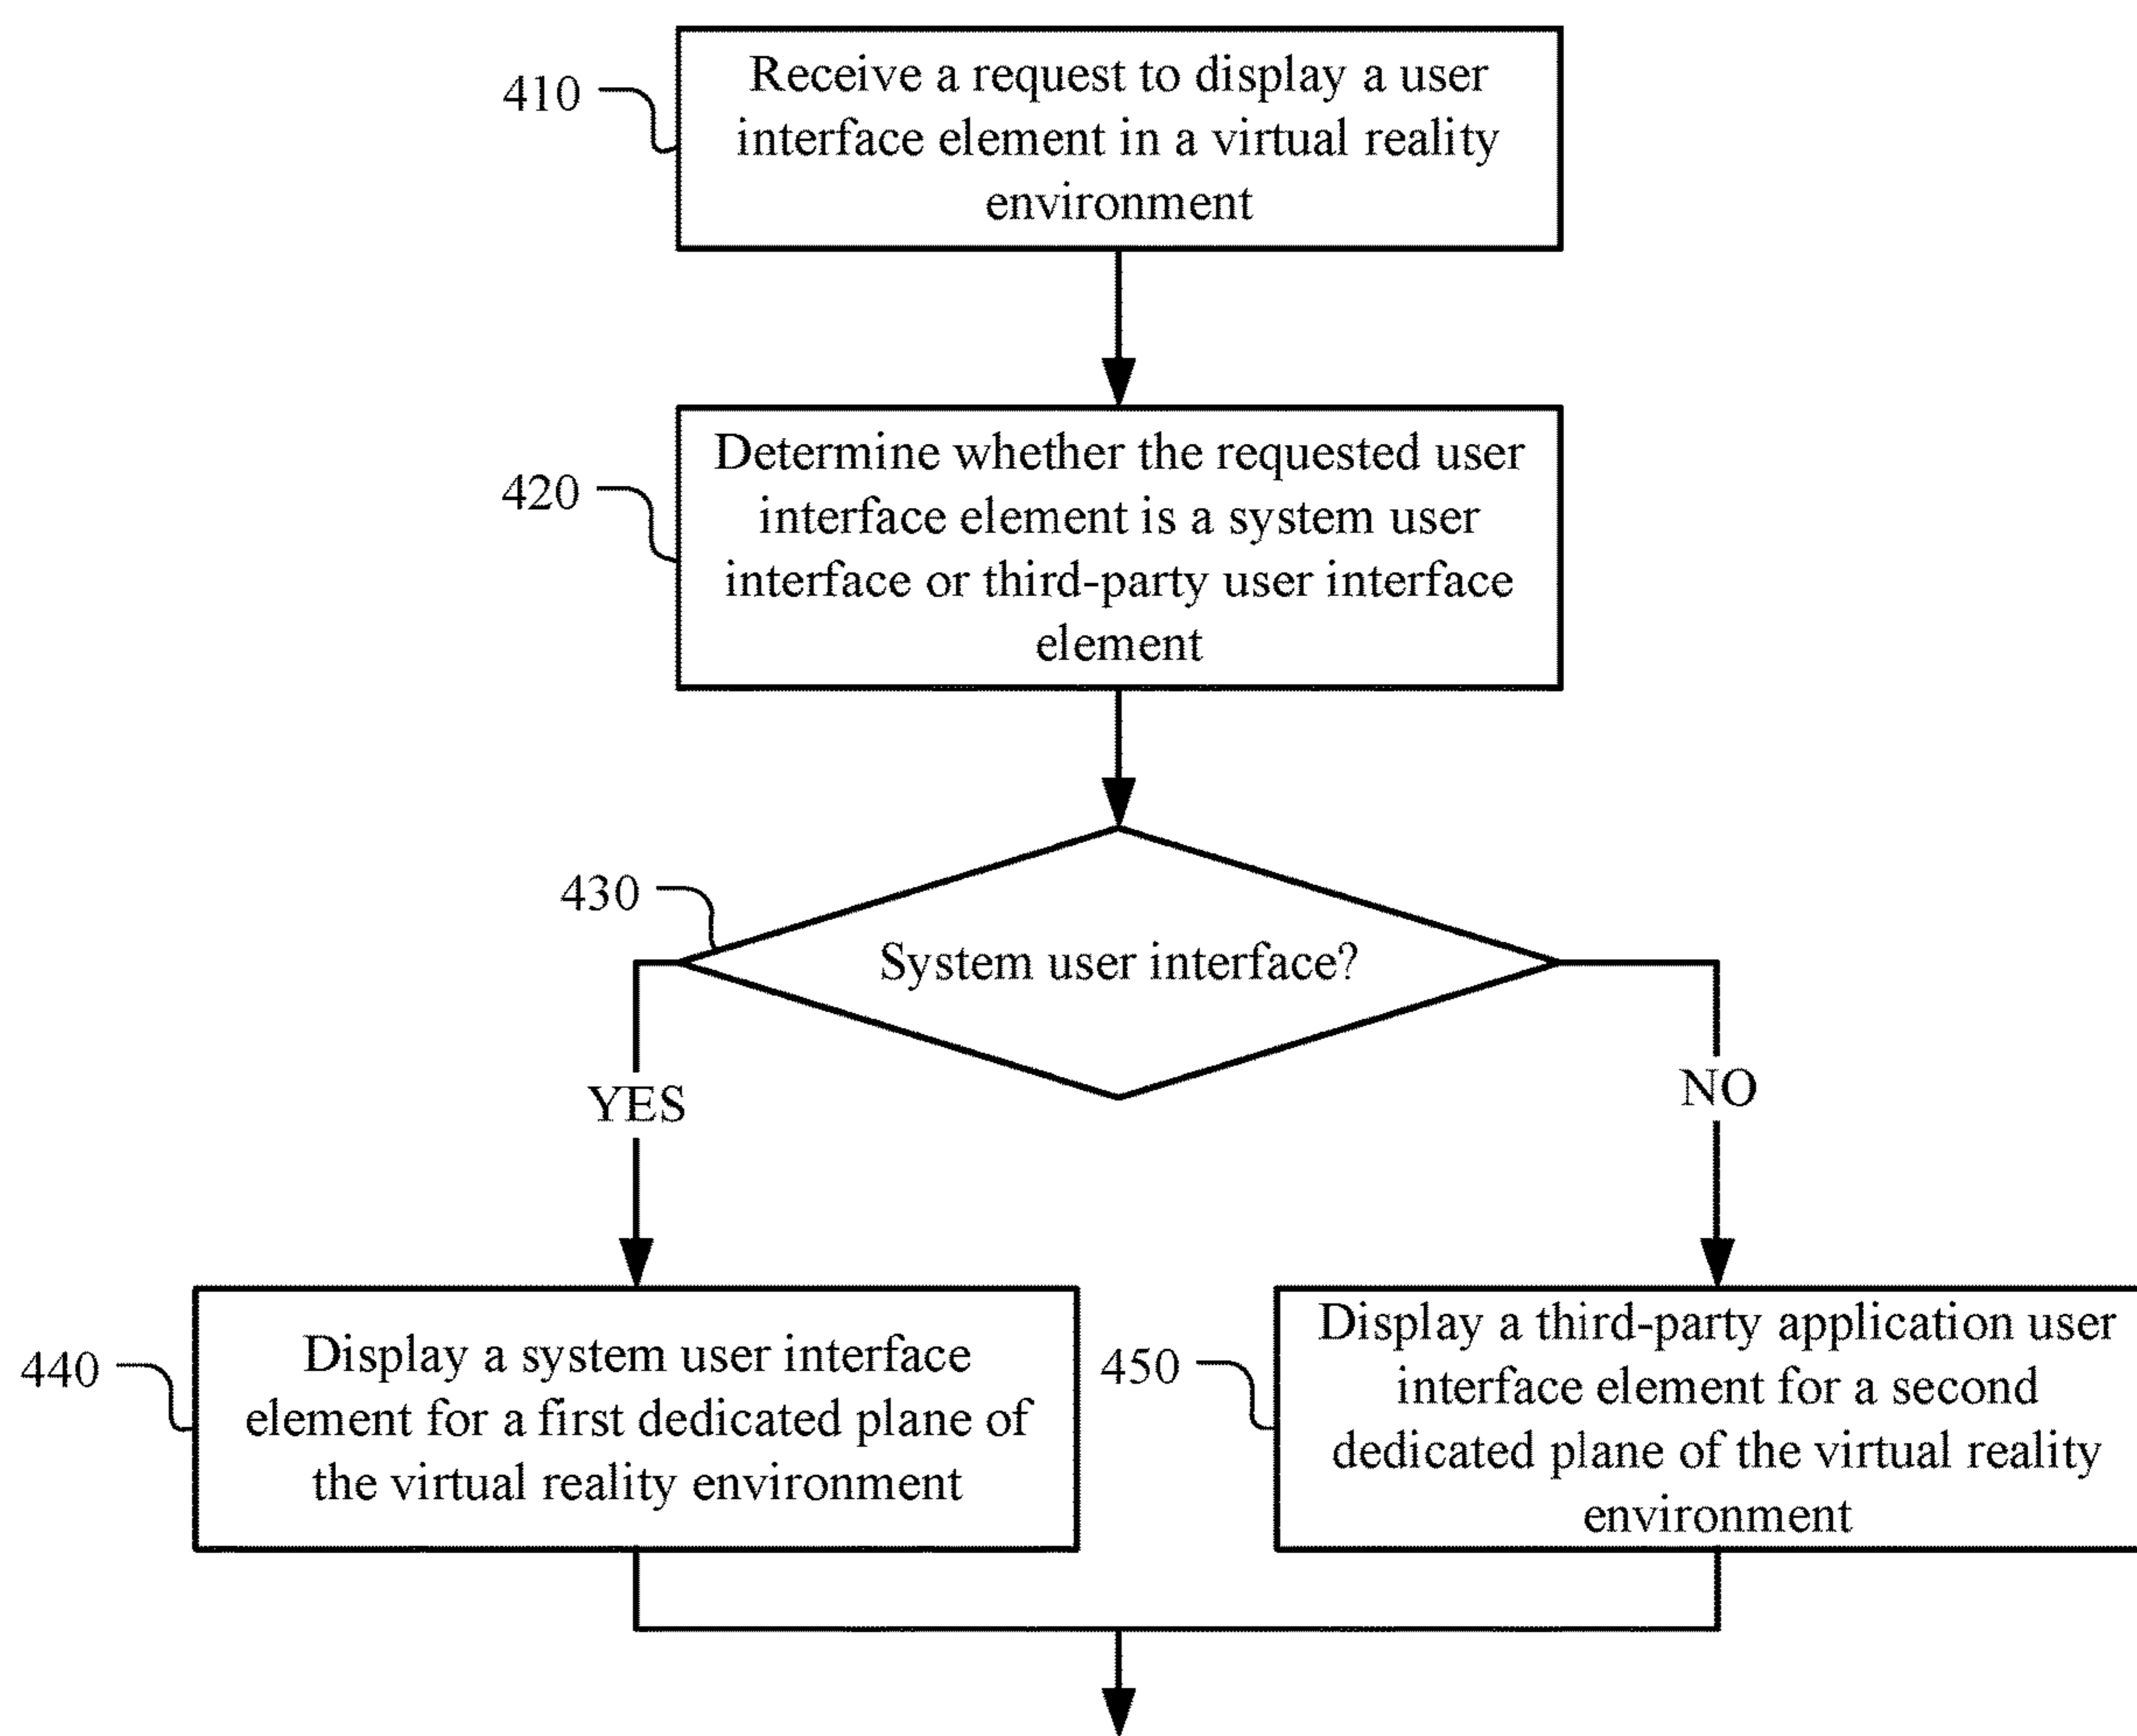 410
Receive a request to display a user
interface element in a virtual reality
environment
420
Determine whether the requested user
interface element is a system user
interface or third-party user interface
element
430
System user interface?
YES
NO
440
Display a system user interface
element for a first dedicated plane of
the virtual reality environment
450
Display a third-party application user
interface element for a second
dedicated plane of the virtual reality
environment